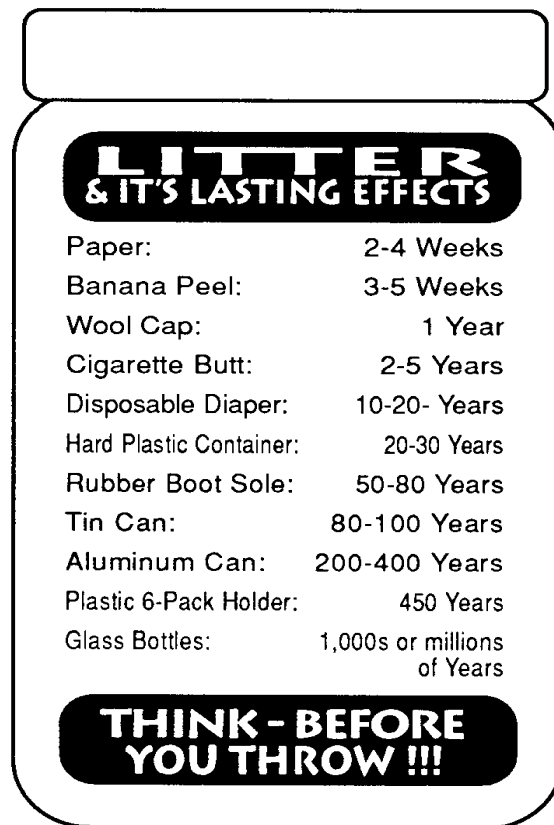 LITTER
& IT'S LASTING EFFECTS
Paper: 2-4 Weeks
Banana Peel: 3-5 Weeks
Wool Cap: 1 Year
Cigarette Butt: 2-5 Years
Disposable Diaper: 10-20- Years
Hard Plastic Container: 20-30 Years
Rubber Boot Sole: 50-80 Years
Tin Can: 80-100 Years
Aluminum Can: 200-400 Years
Plastic 6-Pack Holder: 450 Years
Glass Bottles: 1,000s or millions
of Years
THINK - BEFORE
YOU THROW !!!